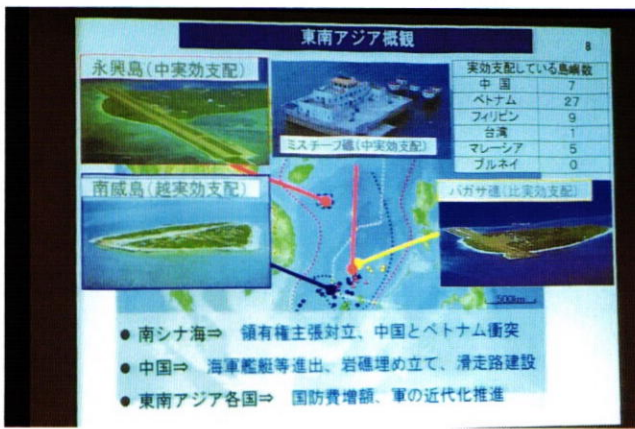 東南アジア概観
8
永興島(中実効支配)
ミスチーフ礁(中実効支配)
実効支配している島嶼数
中国 7
ベトナム 27
フィリピン 9
台湾 1
マレーシア 5
ブルネイ 0
南威島(越実効支配)
パガサ礁(比実効支配)
500km
● 南シナ海⇒ 領有権主張対立、中国とベトナム衝突
● 中国⇒ 海軍艦艇等進出、岩礁埋め立て、滑走路建設
● 東南アジア各国⇒ 国防費増額、軍の近代化推進